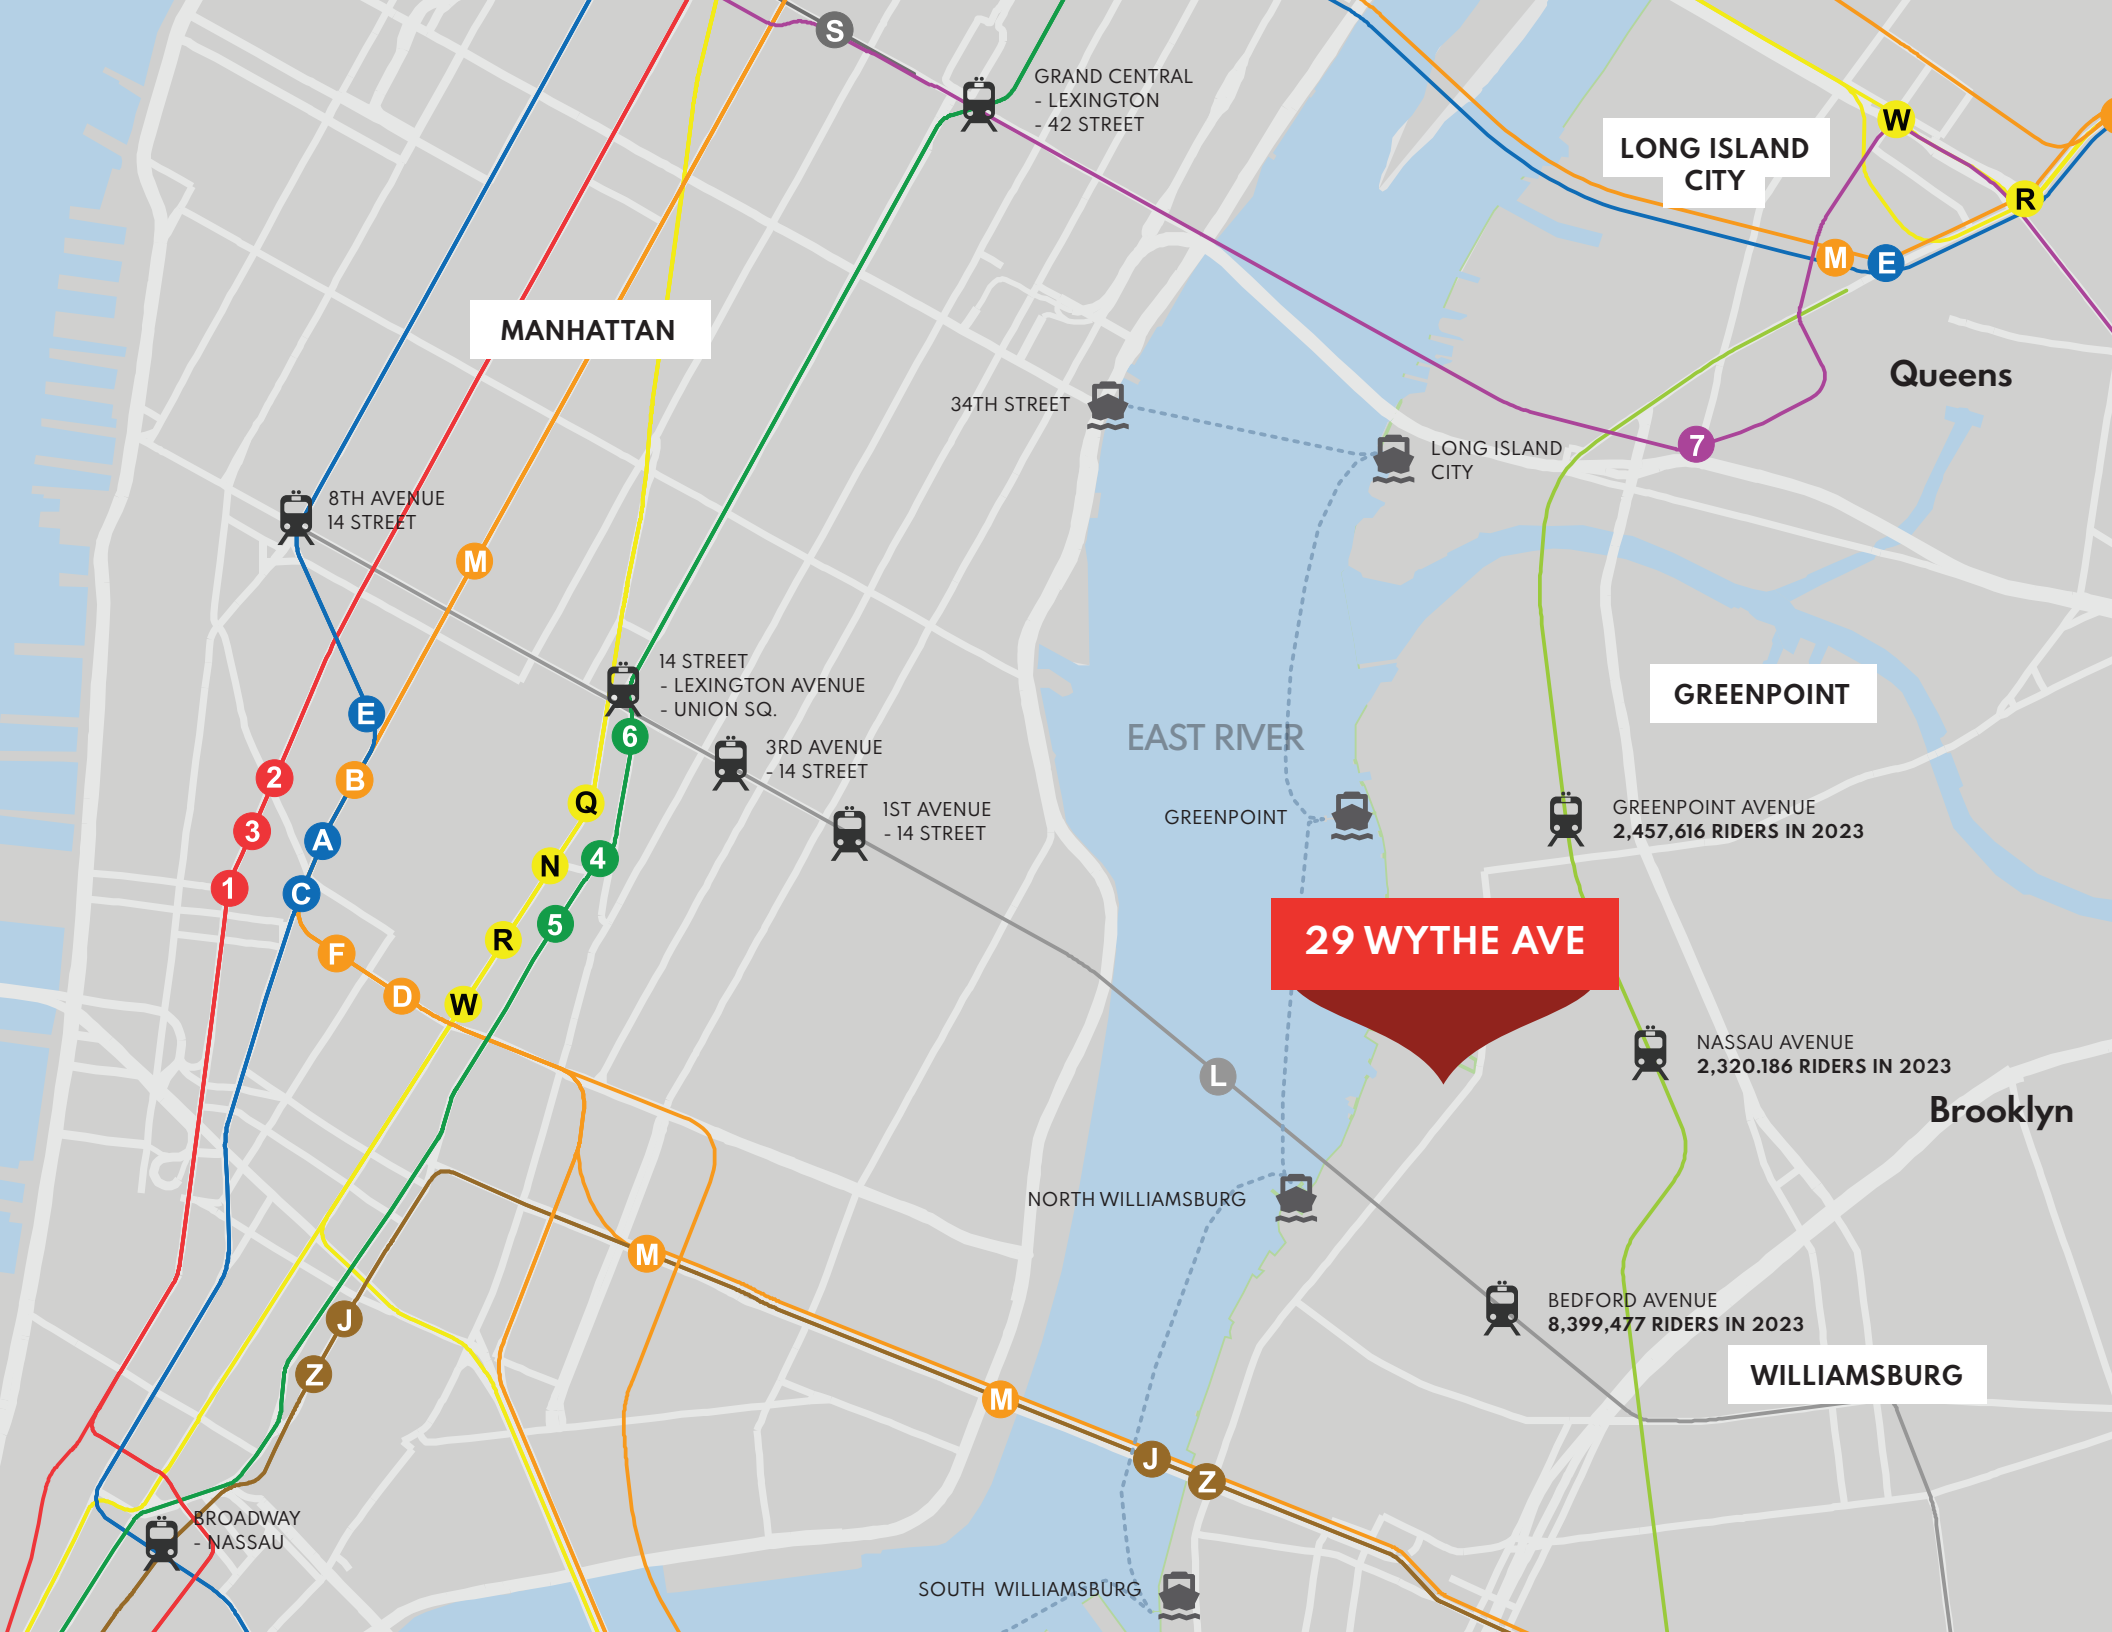 S
GRAND CENTRAL
- LEXINGTON
- 42 STREET
W
LONG ISLAND
CITY
R
M
E
MANHATTAN
Queens
34TH STREET
LONG ISLAND
CITY
7
8TH AVENUE
14 STREET
M
14 STREET
- LEXINGTON AVENUE
- UNION SQ.
GREENPOINT
E
6
EAST RIVER
3RD AVENUE
- 14 STREET
2
B
Q
1ST AVENUE
- 14 STREET
GREENPOINT
GREENPOINT AVENUE
2,457,616 RIDERS IN 2023
3
A
N
4
1
C
5
R
F
D
W
29 WYTHE AVE
NASSAU AVENUE
2,320.186 RIDERS IN 2023
L
Brooklyn
NORTH WILLIAMSBURG
M
BEDFORD AVENUE
8,399,477 RIDERS IN 2023
J
Z
WILLIAMSBURG
M
J
Z
BROADWAY
- NASSAU
SOUTH WILLIAMSBURG